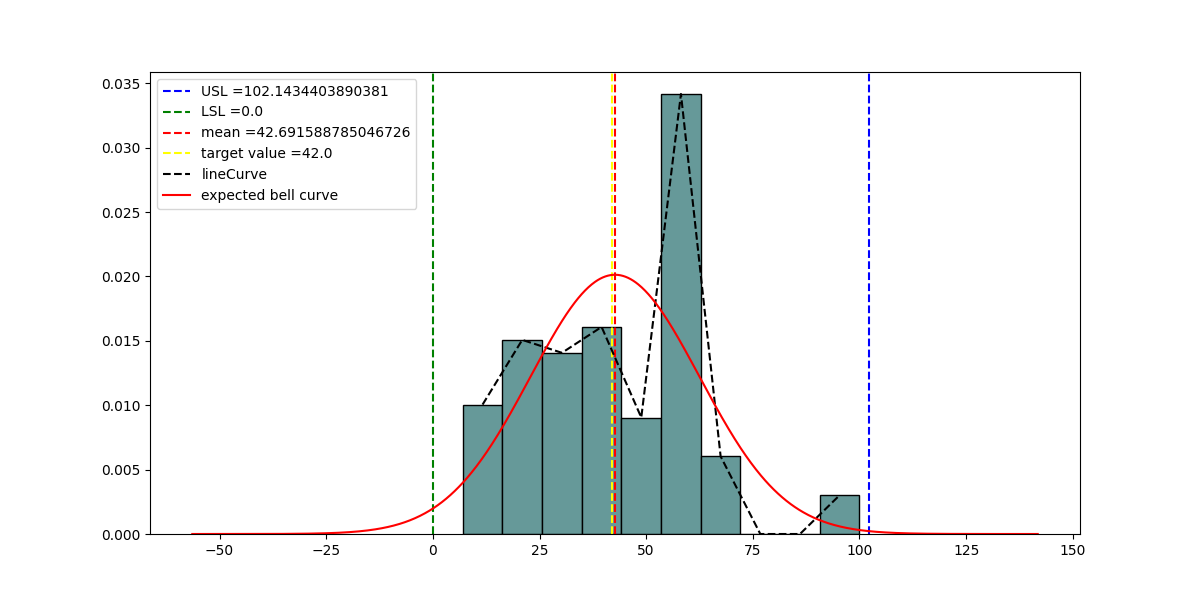 USL =102.1434403890381
LSL =0.0
mean =42.691588785046726
target value =42.0
lineCurve
expected bell curve
0.035
0.030
0.025
0.020
0.015
0.010
0.005
0.000
−50
−25
0
25
50
75
100
125
150